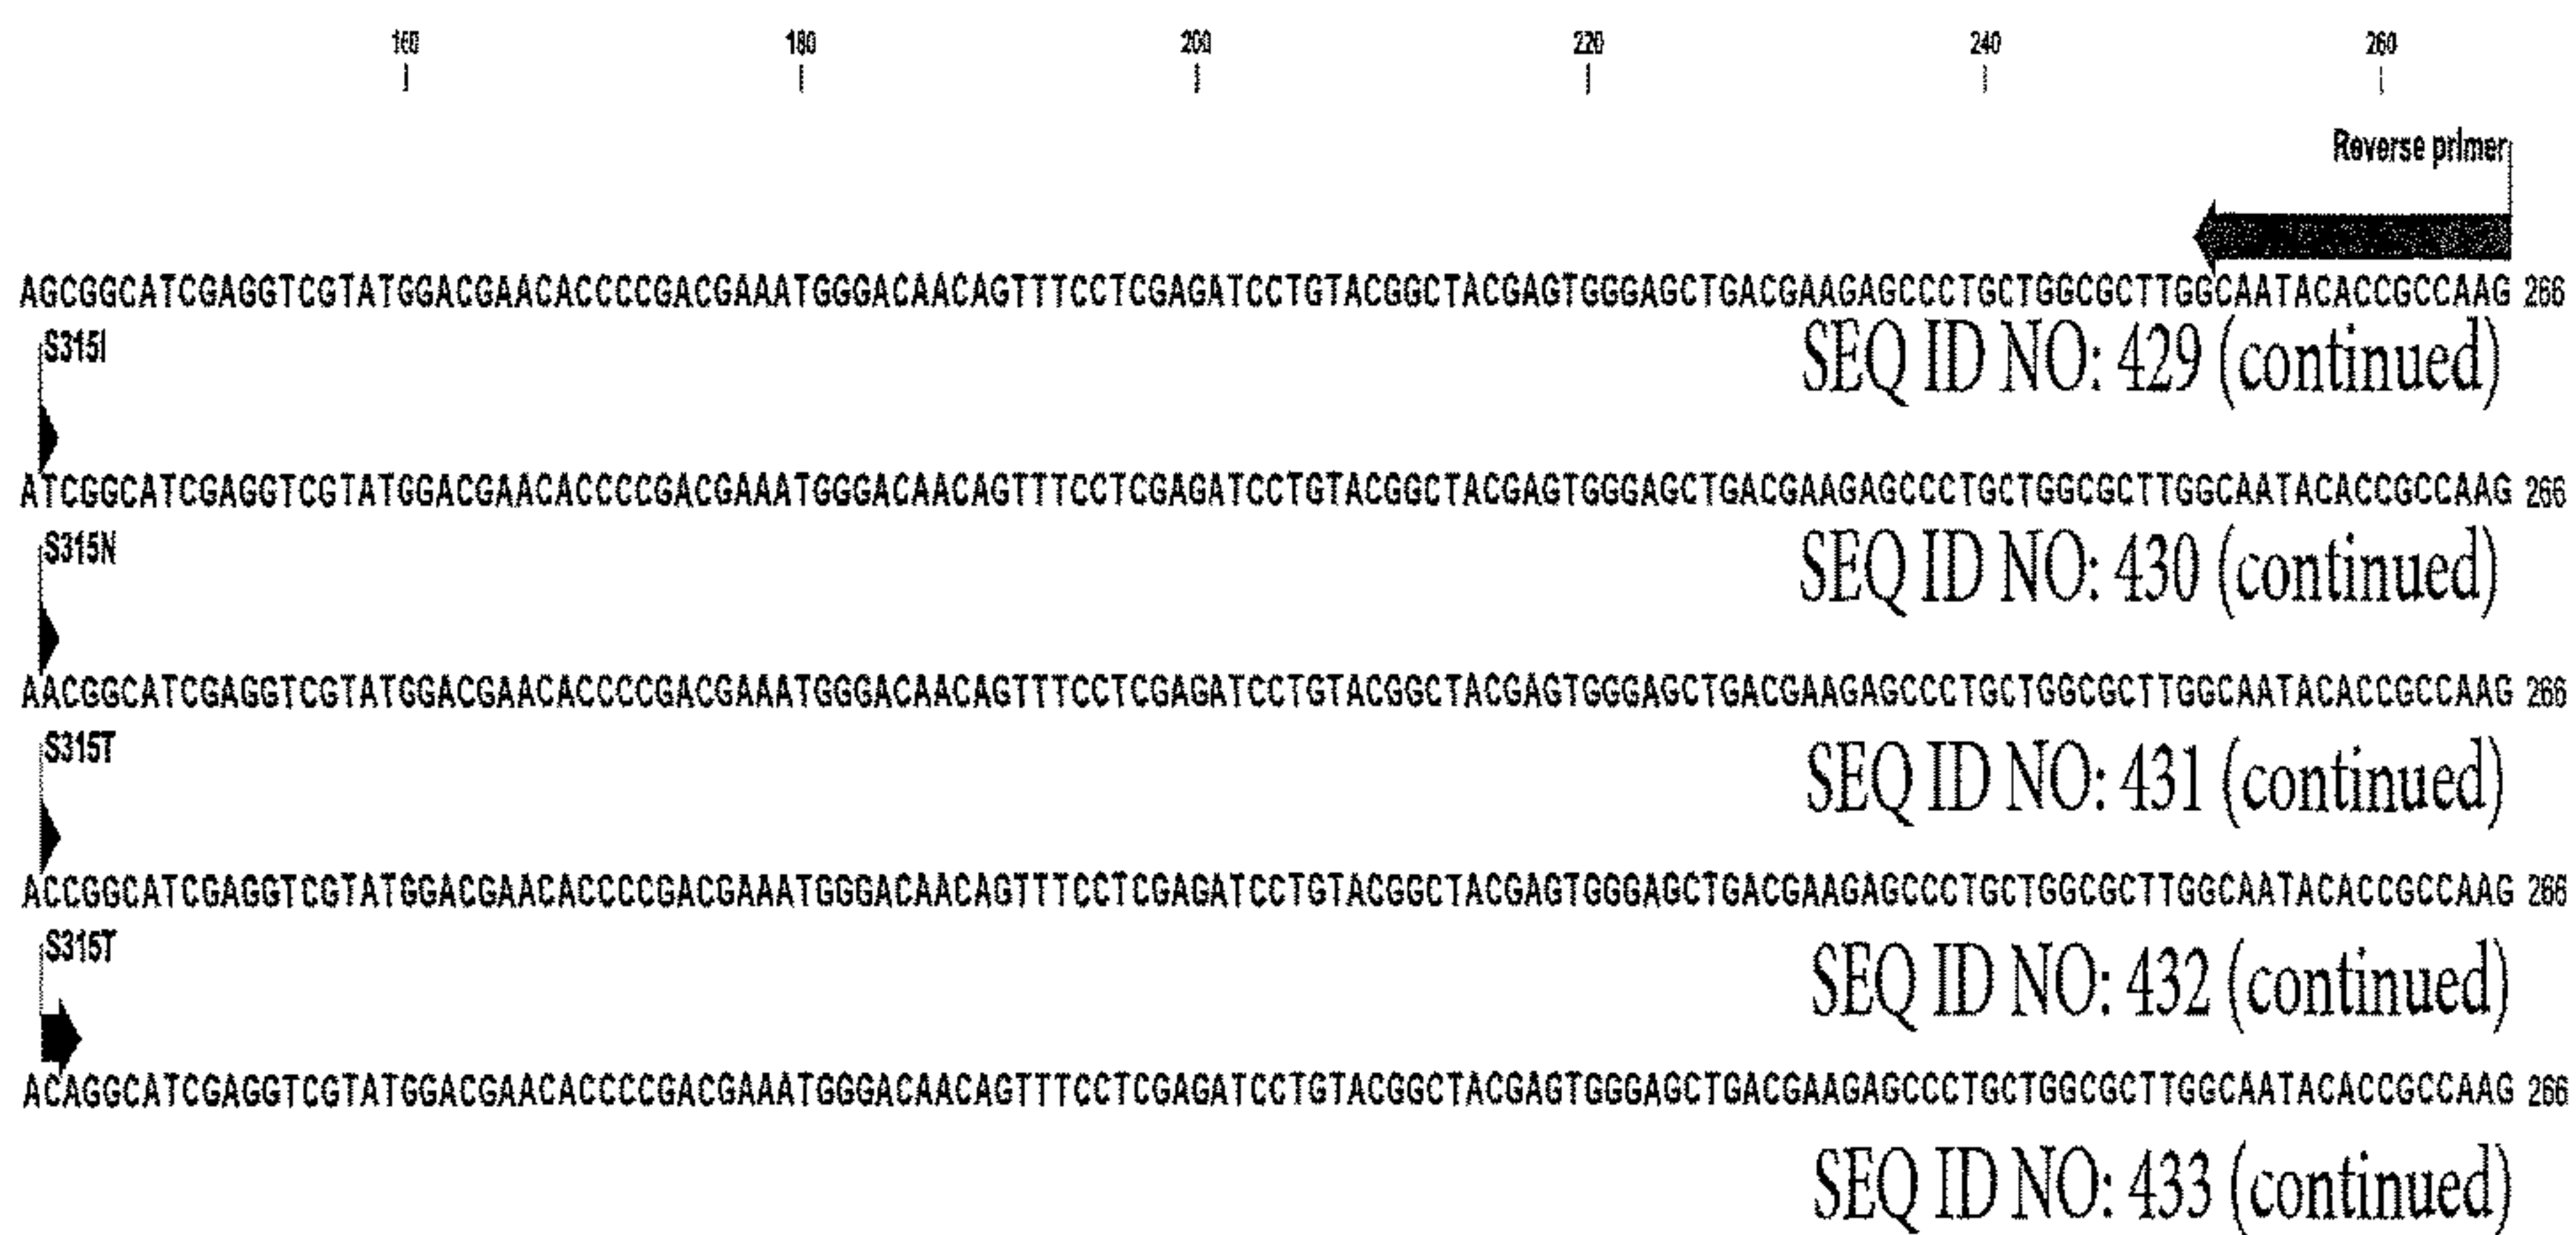 160 180 200 220 240 260
Reverse primer
AGCGGCATCGAGGTCGTATGGACGAACACCCCGACGAAATGGGACAACAGTTTCCTCGAGATCCTGTACGGCTACGAGTGGGAGCTGACGAAGAGCCCTGCTGGCGCTTGGCAATACACCGCCAAG 266
S315I
SEQ ID NO: 429 (continued)
ATCGGCATCGAGGTCGTATGGACGAACACCCCGACGAAATGGGACAACAGTTTCCTCGAGATCCTGTACGGCTACGAGTGGGAGCTGACGAAGAGCCCTGCTGGCGCTTGGCAATACACCGCCAAG 266
S315N
SEQ ID NO: 430 (continued)
AACGGCATCGAGGTCGTATGGACGAACACCCCGACGAAATGGGACAACAGTTTCCTCGAGATCCTGTACGGCTACGAGTGGGAGCTGACGAAGAGCCCTGCTGGCGCTTGGCAATACACCGCCAAG 266
S315T
SEQ ID NO: 431 (continued)
ACCGGCATCGAGGTCGTATGGACGAACACCCCGACGAAATGGGACAACAGTTTCCTCGAGATCCTGTACGGCTACGAGTGGGAGCTGACGAAGAGCCCTGCTGGCGCTTGGCAATACACCGCCAAG 266
S315T
SEQ ID NO: 432 (continued)
ACAGGCATCGAGGTCGTATGGACGAACACCCCGACGAAATGGGACAACAGTTTCCTCGAGATCCTGTACGGCTACGAGTGGGAGCTGACGAAGAGCCCTGCTGGCGCTTGGCAATACACCGCCAAG 266
SEQ ID NO: 433 (continued)